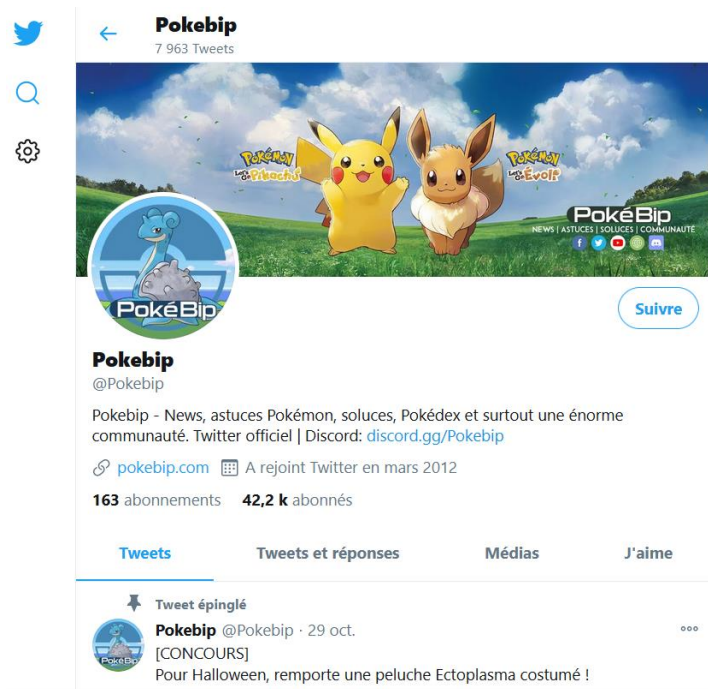 Pokebip
7 963 Tweets
POKÉMON
Let's Go Pikachu
POKÉMON
Let's Go Évoli
PokéBip
NEWS | ASTUCES | SOLUCES | COMMUNAUTÉ
PokéBip
Suivre
Pokebip
@Pokebip
Pokebip - News, astuces Pokémon, soluces, Pokédex et surtout une énorme
communauté. Twitter officiel | Discord: discord.gg/Pokebip
pokebip.com A rejoint Twitter en mars 2012
163 abonnements 42,2 k abonnés
Tweets Tweets et réponses Médias J'aime
Tweet épinglé
Pokebip @Pokebip · 29 oct.
[CONCOURS]
PokéBip
Pour Halloween, remporte une peluche Ectoplasma costumé !